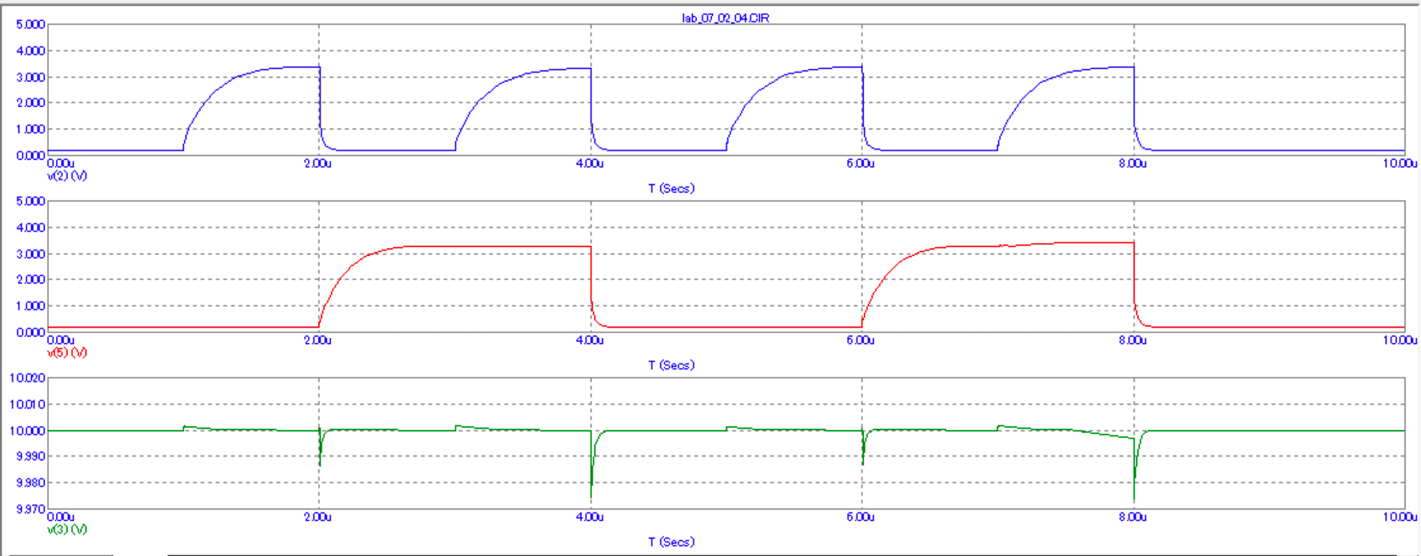 lab_07_02_04.CIR
5.000
4.000
3.000
2.000
1.000
0.000
0.00u 2.00u 4.00u 6.00u 8.00u 10.00u
v(2) (V)
T (Secs)
5.000
4.000
3.000
2.000
1.000
0.000
0.00u 2.00u 4.00u 6.00u 8.00u 10.00u
v(5) (V)
T (Secs)
10.020
10.010
10.000
9.990
9.980
9.970
0.00u 2.00u 4.00u 6.00u 8.00u 10.00u
v(3) (V)
T (Secs)